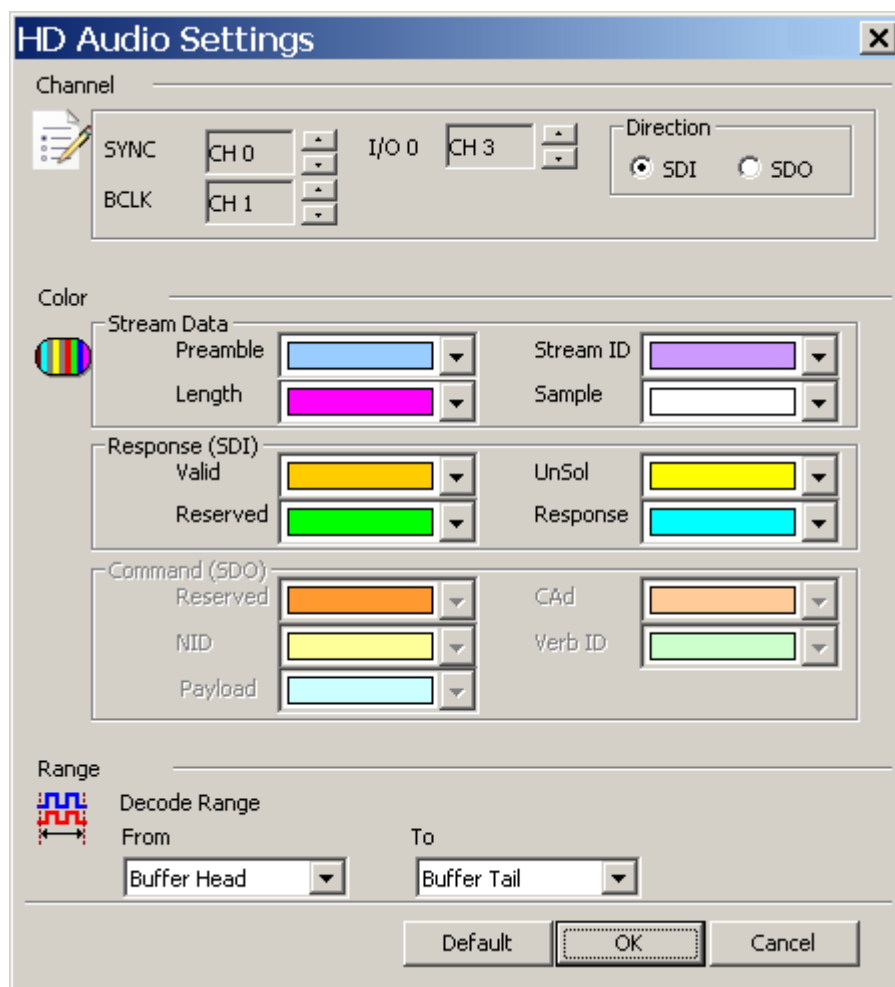 HD Audio Settings
Channel
SYNC CH 0 I/O 0 CH 3 Direction
SDI SDO
BCLK CH 1
Color
Stream Data
Preamble Stream ID
Length Sample
Response (SDI)
Valid UnSol
Reserved Response
Command (SDO)
Reserved CAd
NID Verb ID
Payload
Range
Decode Range
From To
Buffer Head Buffer Tail
Default OK Cancel